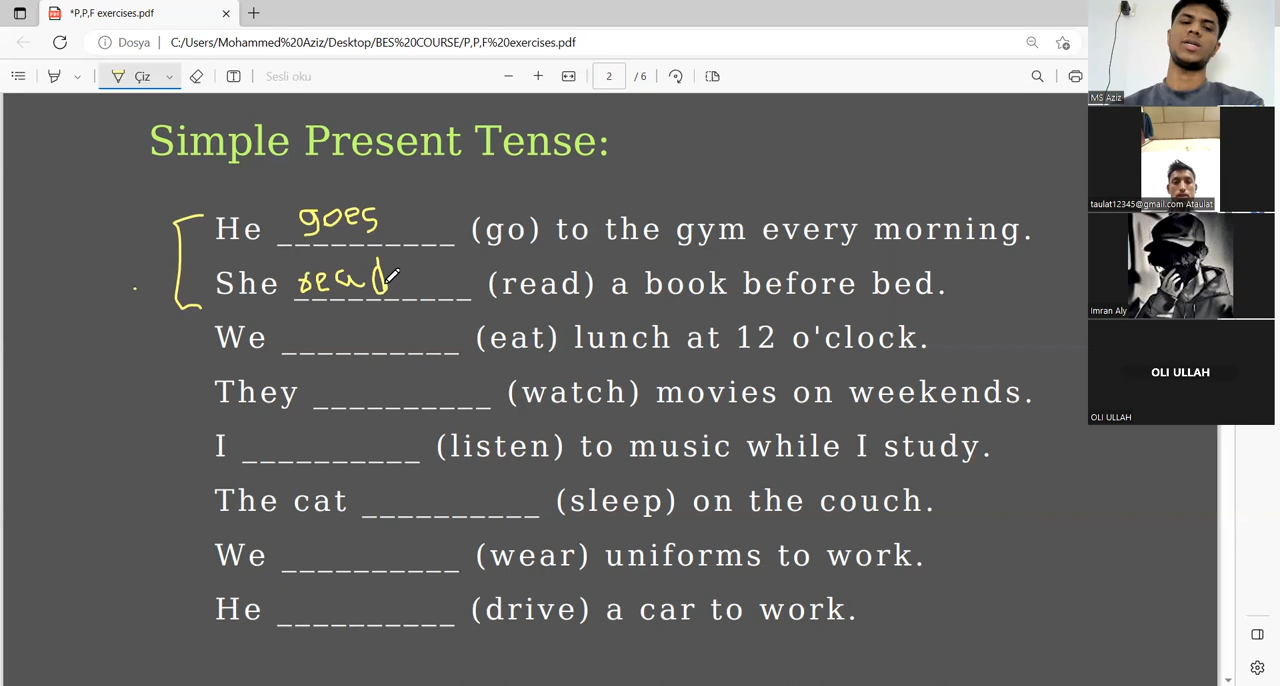 *P,P,F exercises.pdf
Dosya | C:/Users/Mohammed%20Aziz/Desktop/BES%20COURSE/P,P,F%20exercises.pdf
Çiz Sesli oku 2 / 6
Simple Present Tense:
He goes __________ (go) to the gym every morning.
She read __________ (read) a book before bed.
We __________ (eat) lunch at 12 o'clock.
They __________ (watch) movies on weekends.
I __________ (listen) to music while I study.
The cat __________ (sleep) on the couch.
We __________ (wear) uniforms to work.
He __________ (drive) a car to work.
MS Aziz
taulat12345@gmail.com Ataulat
Imran Aly
OLI ULLAH
OLI ULLAH